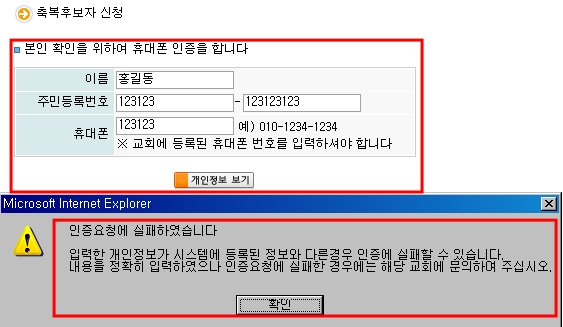 축복후보자 신청
본인 확인을 위하여 휴대폰 인증을 합니다
이름 홍길동
주민등록번호 123123 - 123123123
휴대폰 123123 예) 010-1234-1234
※ 교회에 등록된 휴대폰 번호를 입력하셔야 합니다
개인정보 보기
Microsoft Internet Explorer
인증요청에 실패하였습니다
입력한 개인정보가 시스템에 등록된 정보와 다른경우 인증에 실패할 수 있습니다.
내용을 정확히 입력하였으나 인증요청에 실패한 경우에는 해당 교회에 문의하며 주십시오.
확인